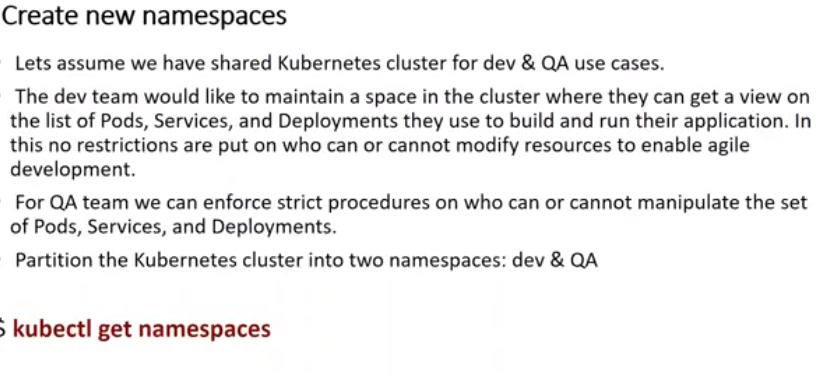 Create new namespaces
Lets assume we have shared Kubernetes cluster for dev & QA use cases.
The dev team would like to maintain a space in the cluster where they can get a view on
the list of Pods, Services, and Deployments they use to build and run their application. In
this no restrictions are put on who can or cannot modify resources to enable agile
development.
For QA team we can enforce strict procedures on who can or cannot manipulate the set
of Pods, Services, and Deployments.
Partition the Kubernetes cluster into two namespaces: dev & QA
$ kubectl get namespaces